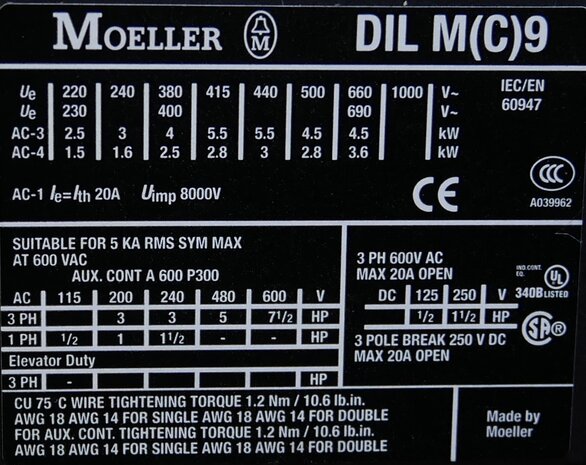 MOELLER M DIL M(C)9
Ue 220 240 380 415 440 500 660 1000 V~
Ue 230 400 690 V~
AC-3 2.5 3 4 5.5 5.5 4.5 4.5 kW
AC-4 1.5 1.6 2.5 2.8 3 2.8 3.6 kW
IEC/EN
60947
AC-1 Ie=Ith 20A Uimp 8000V
CE
CCC
A039962
SUITABLE FOR 5 KA RMS SYM MAX
AT 600 VAC
AUX. CONT A 600 P300
AC 115 200 240 480 600 V
3 PH 3 3 5 7 1/2 HP
1 PH 1/2 1 1 1/2 - - HP
Elevator Duty
3 PH - HP
3 PH 600V AC
MAX 20A OPEN
DC 125 250 V
1/2 1 1/2 HP
3 POLE BREAK 250 V DC
MAX 20A OPEN
IND.CONT.
EQ.
UL
340B LISTED
SA
CU 75 °C WIRE TIGHTENING TORQUE 1.2 Nm / 10.6 lb.in.
AWG 18 AWG 14 FOR SINGLE AWG 18 AWG 14 FOR DOUBLE
FOR AUX. CONT. TIGHTENING TORQUE 1.2 Nm / 10.6 lb.in.
AWG 18 AWG 14 FOR SINGLE AWG 18 AWG 14 FOR DOUBLE
Made by
Moeller